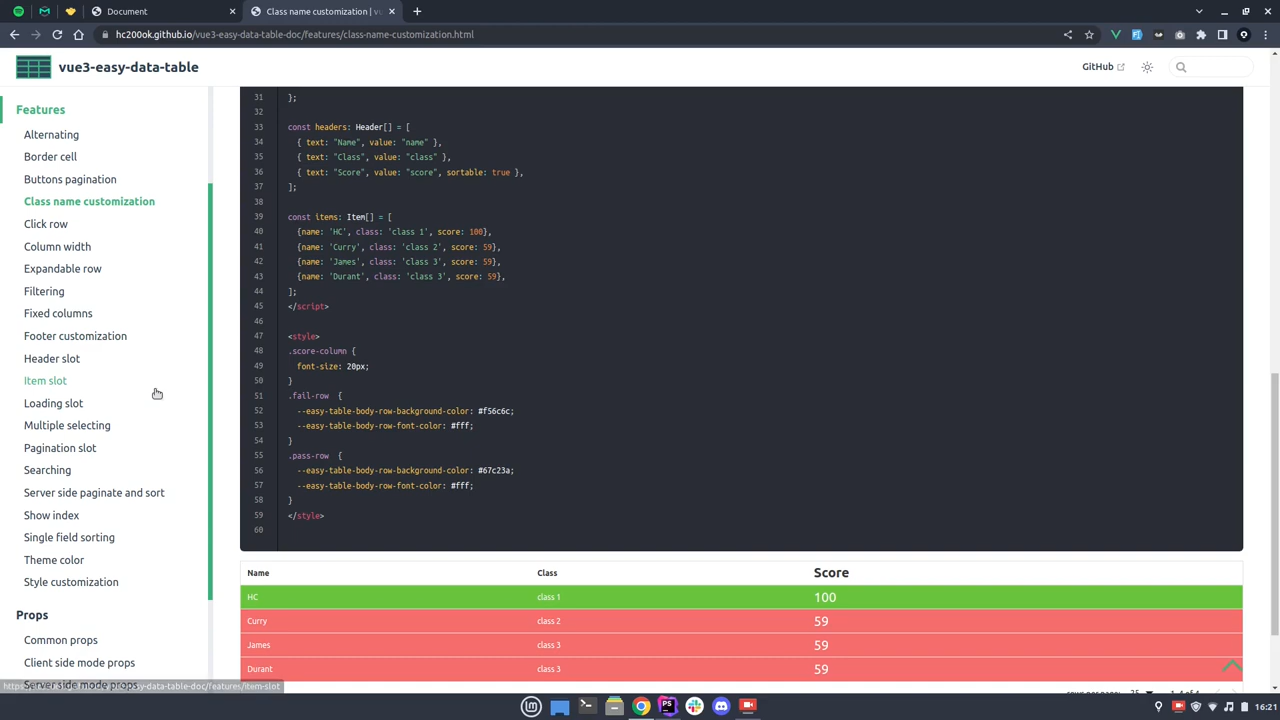 Document
Class name customization | vu
hc200ok.github.io/vue3-easy-data-table-doc/features/class-name-customization.html
vue3-easy-data-table
GitHub
Features
Alternating
Border cell
Buttons pagination
Class name customization
Click row
Column width
Expandable row
Filtering
Fixed columns
Footer customization
Header slot
Item slot
Loading slot
Multiple selecting
Pagination slot
Searching
Server side paginate and sort
Show index
Single field sorting
Theme color
Style customization
Props
Common props
Client side mode props
Server side mode props
31 };
32
33 const headers: Header[] = [
34 { text: "Name", value: "name" },
35 { text: "Class", value: "class" },
36 { text: "Score", value: "score", sortable: true },
37 ];
38
39 const items: Item[] = [
40 {name: 'HC', class: 'class 1', score: 100},
41 {name: 'Curry', class: 'class 2', score: 59},
42 {name: 'James', class: 'class 3', score: 59},
43 {name: 'Durant', class: 'class 3', score: 59},
44 ];
45 </script>
46
47 <style>
48 .score-column {
49 font-size: 20px;
50 }
51 .fail-row {
52 --easy-table-body-row-background-color: #f56c6c;
53 --easy-table-body-row-font-color: #fff;
54 }
55 .pass-row {
56 --easy-table-body-row-background-color: #67c23a;
57 --easy-table-body-row-font-color: #fff;
58 }
59 </style>
60
Name Class Score
HC class 1 100
Curry class 2 59
James class 3 59
Durant class 3 59
rows per page: 25 1-4 of 4
PS
16:21